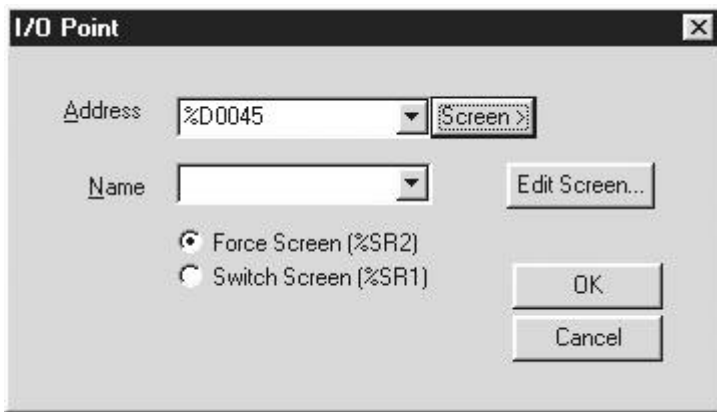 I/O Point
Address %D0045 Screen >
Name Edit Screen...
Force Screen (%SR2)
Switch Screen (%SR1)
OK
Cancel